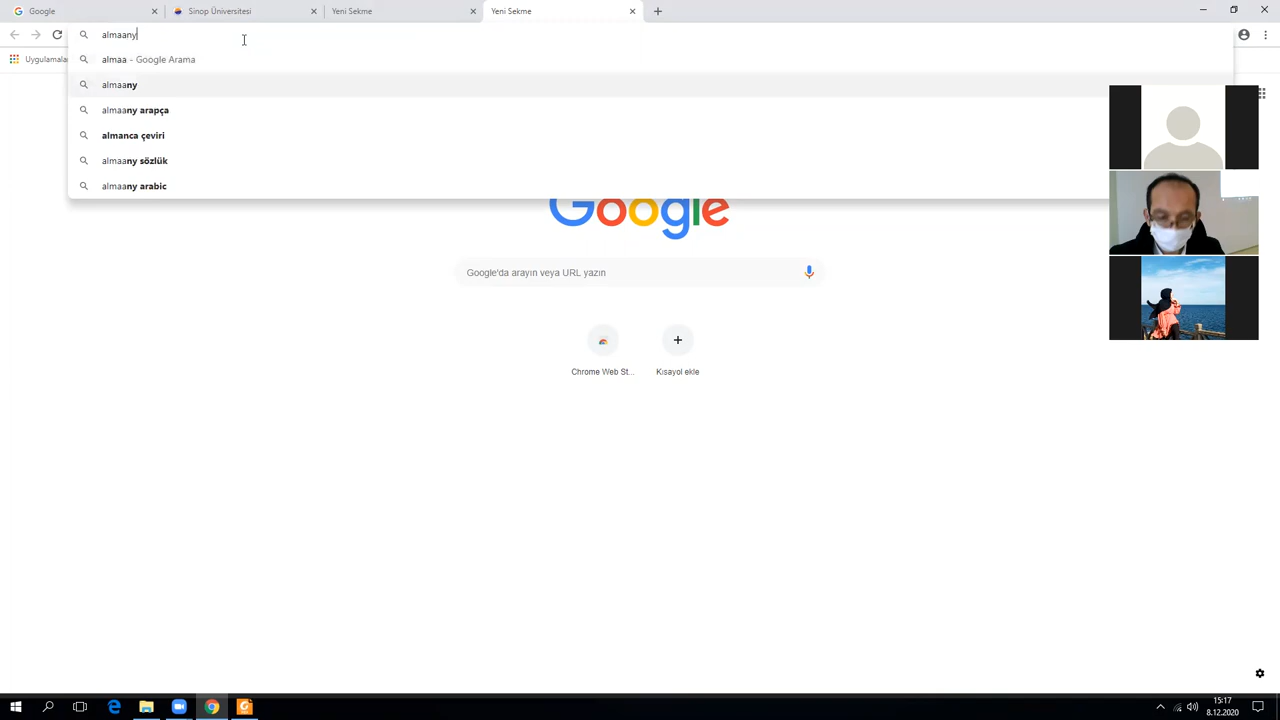 Google
Sinop Üniversitesi
Yeni Sekme
Yeni Sekme
almaany
Uygulamalar
almaa - Google Arama
almaany
almaany arapça
almanca çeviri
almaany sözlük
almaany arabic
Google
Google'da arayın veya URL yazın
Chrome Web St...
Kısayol ekle
15:17
8.12.2020